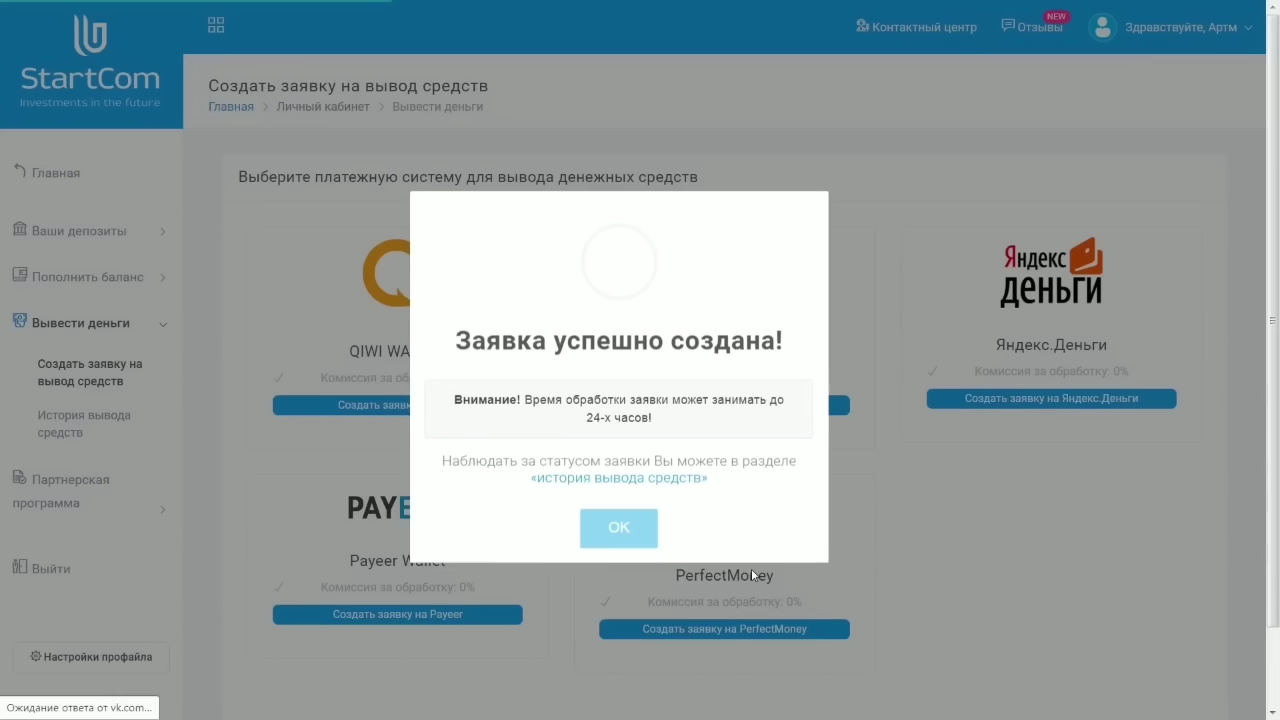 StartCom
Investments in the future
Контактный центр
NEW
Отзывы
Здравствуйте, Артм
Создать заявку на вывод средств
Главная > Личный кабинет > Вывести деньги
Главная
Ваши депозиты
Пополнить баланс
Вывести деньги
Создать заявку на
вывод средств
История вывода
средств
Партнерская
программа
Выйти
Настройки профайла
Выберите платежную систему для вывода денежных средств
QIWI WA
Комиссия за об
Создать заявк
Яндекс
деньги
Яндекс.Деньги
Комиссия за обработку: 0%
Создать заявку на Яндекс.Деньги
Заявка успешно создана!
Внимание! Время обработки заявки может занимать до
24-х часов!
Наблюдать за статусом заявки Вы можете в разделе
«история вывода средств»
OK
PAYE
Payeer Wallet
Комиссия за обработку: 0%
Создать заявку на Payeer
PerfectMoney
Комиссия за обработку: 0%
Создать заявку на PerfectMoney
Ожидание ответа от vk.com...